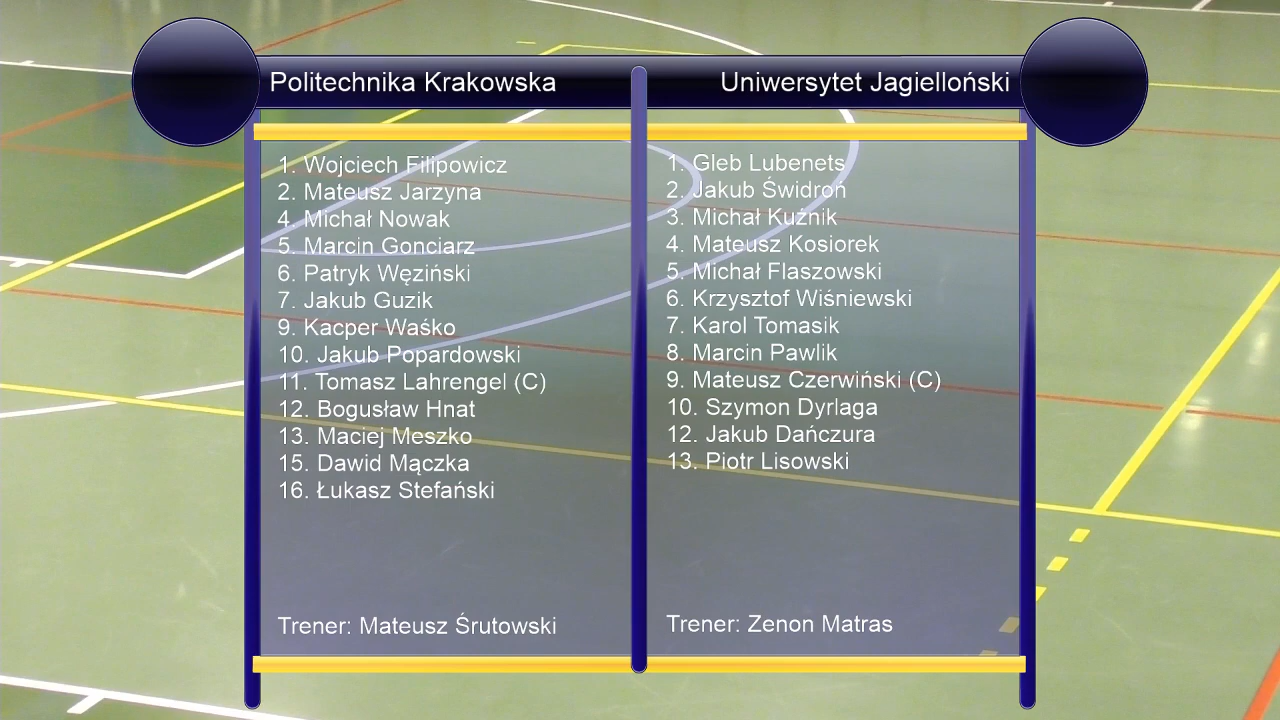 Politechnika Krakowska
1. Wojciech Filipowicz
2. Mateusz Jarzyna
4. Michał Nowak
5. Marcin Gonciarz
6. Patryk Węziński
7. Jakub Guzik
9. Kacper Waśko
10. Jakub Popardowski
11. Tomasz Lahrengel (C)
12. Bogusław Hnat
13. Maciej Meszko
15. Dawid Mączka
16. Łukasz Stefański
Trener: Mateusz Śrutowski
Uniwersytet Jagielloński
1. Gleb Lubenets
2. Jakub Świdroń
3. Michał Kuźnik
4. Mateusz Kosiorek
5. Michał Flaszowski
6. Krzysztof Wiśniewski
7. Karol Tomasik
8. Marcin Pawlik
9. Mateusz Czerwiński (C)
10. Szymon Dyrlaga
12. Jakub Dańczura
13. Piotr Lisowski
Trener: Zenon Matras